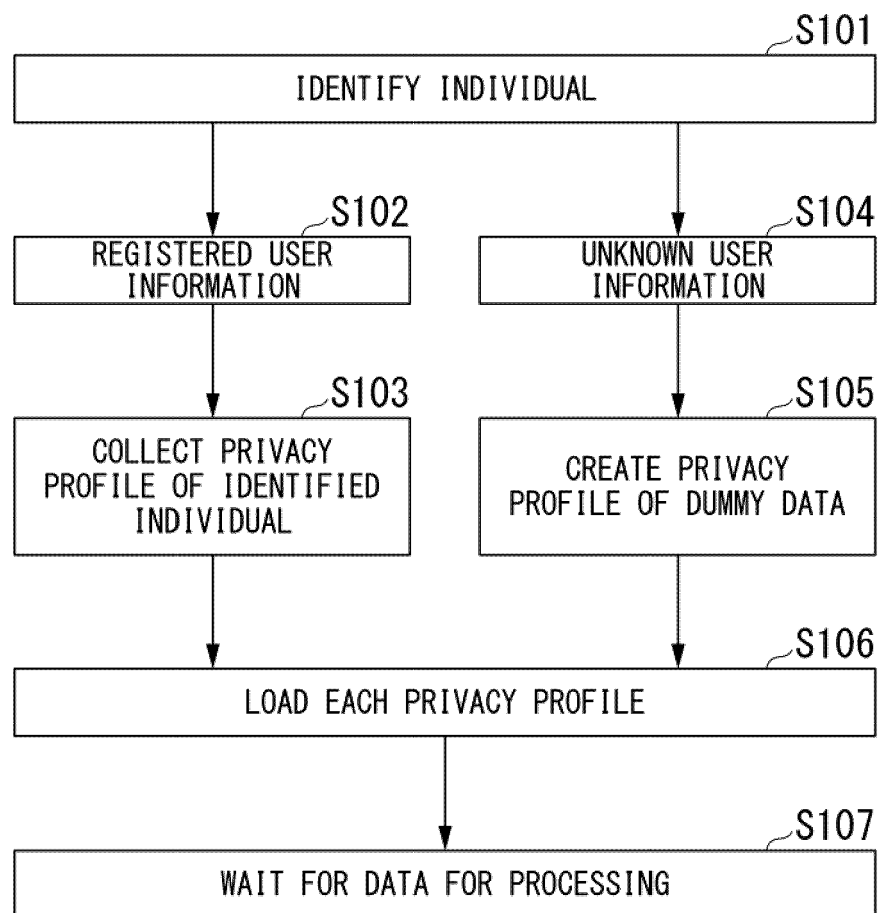 S101
IDENTIFY INDIVIDUAL
S102
REGISTERED USER
INFORMATION
S104
UNKNOWN USER
INFORMATION
S103
COLLECT PRIVACY
PROFILE OF IDENTIFIED
INDIVIDUAL
S105
CREATE PRIVACY
PROFILE OF DUMMY DATA
S106
LOAD EACH PRIVACY PROFILE
S107
WAIT FOR DATA FOR PROCESSING